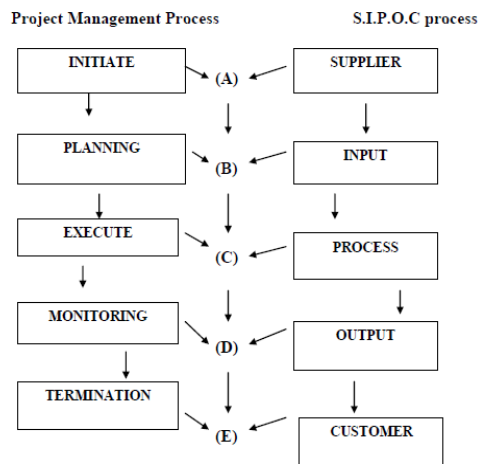 Project Management Process S.I.P.O.C process
INITIATE (A) SUPPLIER
PLANNING (B) INPUT
EXECUTE (C) PROCESS
MONITORING (D) OUTPUT
TERMINATION (E) CUSTOMER